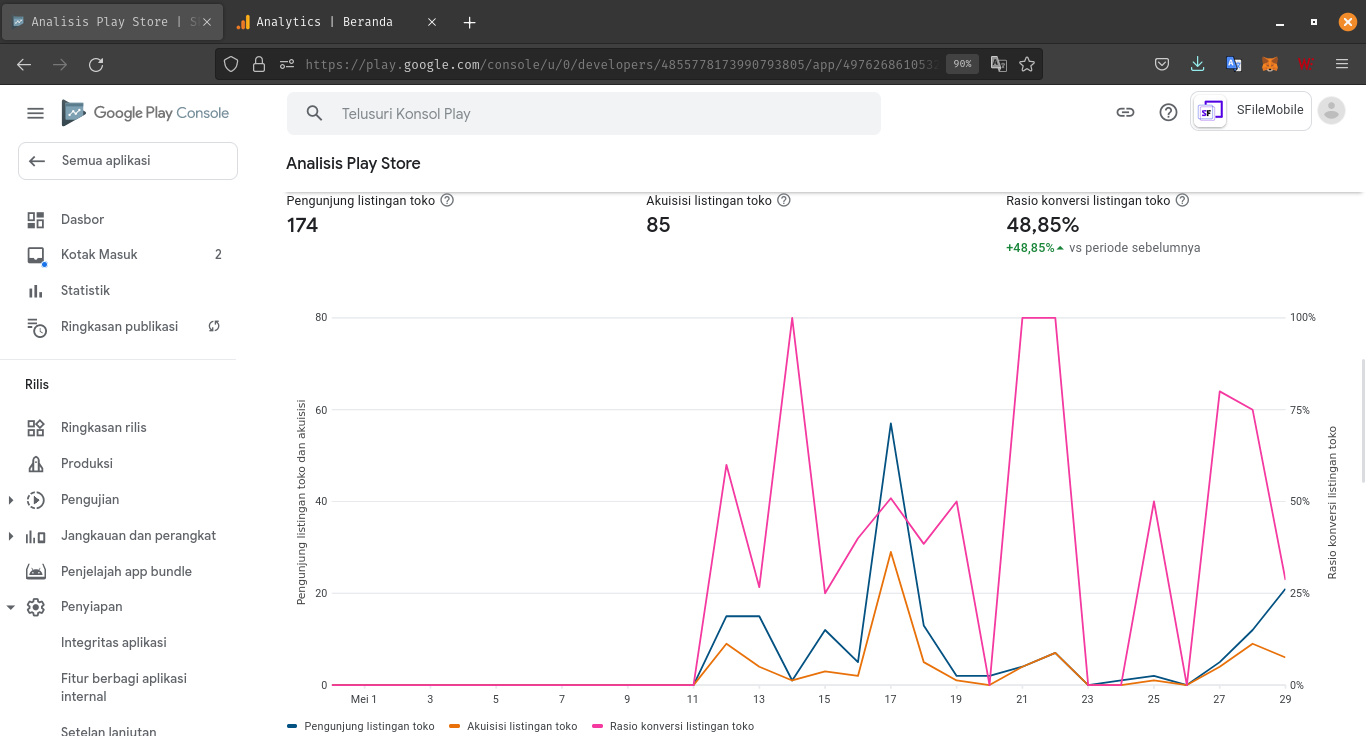 Analisis Play Store | S
Analytics | Beranda
https://play.google.com/console/u/0/developers/4855778173990793805/app/49762686105
90%
Google Play Console
Telusuri Konsol Play
SF
SFileMobile
Semua aplikasi
Analisis Play Store
Dasbor
Kotak Masuk 2
Statistik
Ringkasan publikasi
Rilis
Ringkasan rilis
Produksi
Pengujian
Jangkauan dan perangkat
Penjelajah app bundle
Penyiapan
Integritas aplikasi
Fitur berbagi aplikasi
internal
Setelan lanjutan
Pengunjung listingan toko
174
Akuisisi listingan toko
85
Rasio konversi listingan toko
48,85%
+48,85% vs periode sebelumnya
Pengunjung listingan toko dan akuisisi
80
60
40
20
0
100%
75%
50%
25%
0%
Rasio konversi listingan toko
Mei 1 3 5 7 9 11 13 15 17 19 21 23 25 27 29
Pengunjung listingan toko Akuisisi listingan toko Rasio konversi listingan toko